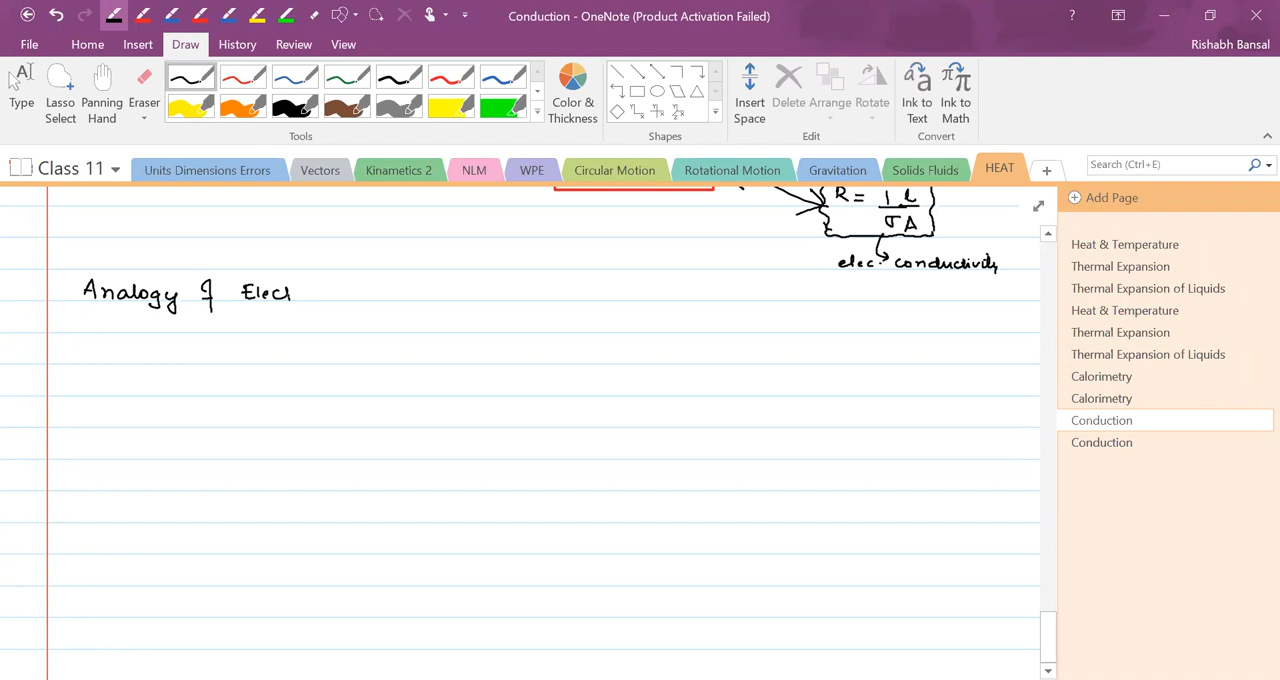 Conduction - OneNote (Product Activation Failed)
?
File Home Insert Draw History Review View Rishabh Bansal
Type Lasso Select Panning Hand Eraser
Color & Thickness
Insert Space Delete Arrange Rotate
Ink to Text Ink to Math
Tools Shapes Edit Convert
Class 11 Units Dimensions Errors Vectors Kinametics 2 NLM WPE Circular Motion Rotational Motion Gravitation Solids Fluids HEAT
Search (Ctrl+E)
Add Page
R = 1 l
σ A
elec. conductivity
Analogy of Elect
Heat & Temperature
Thermal Expansion
Thermal Expansion of Liquids
Heat & Temperature
Thermal Expansion
Thermal Expansion of Liquids
Calorimetry
Calorimetry
Conduction
Conduction